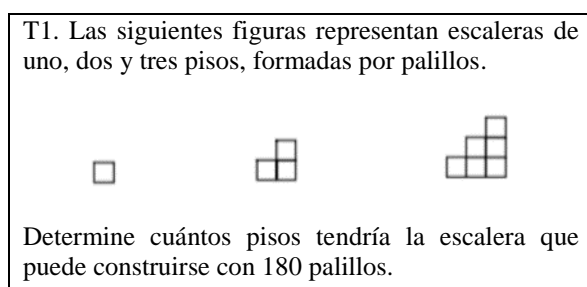 T1. Las siguientes figuras representan escaleras de
uno, dos y tres pisos, formadas por palillos.
Determine cuántos pisos tendría la escalera que
puede construirse con 180 palillos.